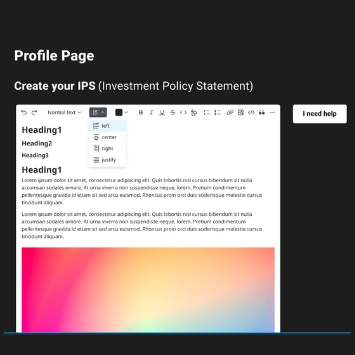 Profile Page
Create your IPS (Investment Policy Statement)
Normal text
B I U S
I need help
left
center
right
justify
Heading1
Heading2
Heading3
Heading1
Lorem ipsum dolor sit amet, consectetur adipiscing elit. Quis lobortis nisl cursus bibendum sit nulla
accumsan sodales ornare. At urna viverra non suspendisse neque, lorem. Pretium condimentum
pellentesque gravida id etiam sit sed arcu euismod. Rhoncus proin orci duis scelerisque molestie cursus
tincidunt aliquam.
Lorem ipsum dolor sit amet, consectetur adipiscing elit. Quis lobortis nisl cursus bibendum sit nulla
accumsan sodales ornare. At urna viverra non suspendisse neque, lorem. Pretium condimentum
pellentesque gravida id etiam sit sed arcu euismod. Rhoncus proin orci duis scelerisque molestie cursus
tincidunt aliquam.